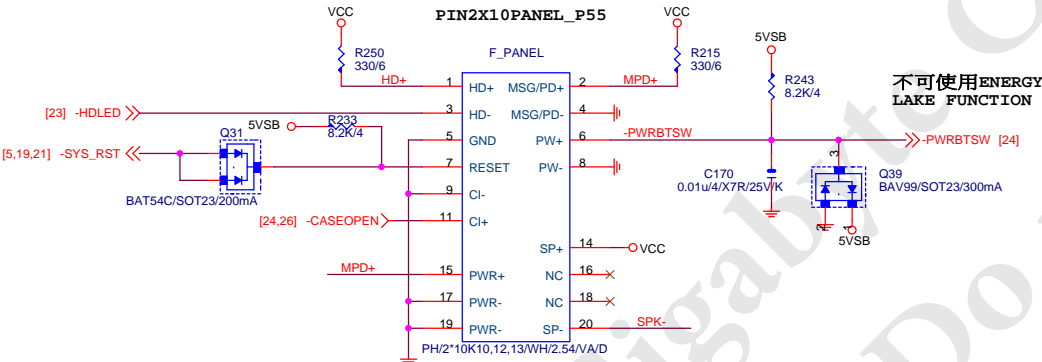 VCC PIN2X10PANEL_P55 VCC
5VSB
R250
330/6
F_PANEL
R215
330/6
HD+ 1 HD+ MSG/PD+ 2 MPD+
R243
8.2K/4
不可使用ENERGY
LAKE FUNCTION
[23] -HDLED 3 HD- MSG/PD- 4
Q31 5VSB R233
8.2K/4
5 GND PW+ 6 -PWRBTSW
-PWRBTSW [24]
[5,19,21] -SYS_RST 7 RESET PW- 8
3
C170
0.01u/4/X7R/25V/K
Q39
BAV99/SOT23/300mA
BAT54C/SOT23/200mA
9 CI-
[24,26] -CASEOPEN 11 CI+
2 1
5VSB
SP+ 14 VCC
MPD+ 15 PWR+ NC 16
17 PWR- NC 18
19 PWR- SP- 20 SPK-
PH/2*10K10,12,13/WH/2.54/VA/D
Gigabyte
Do